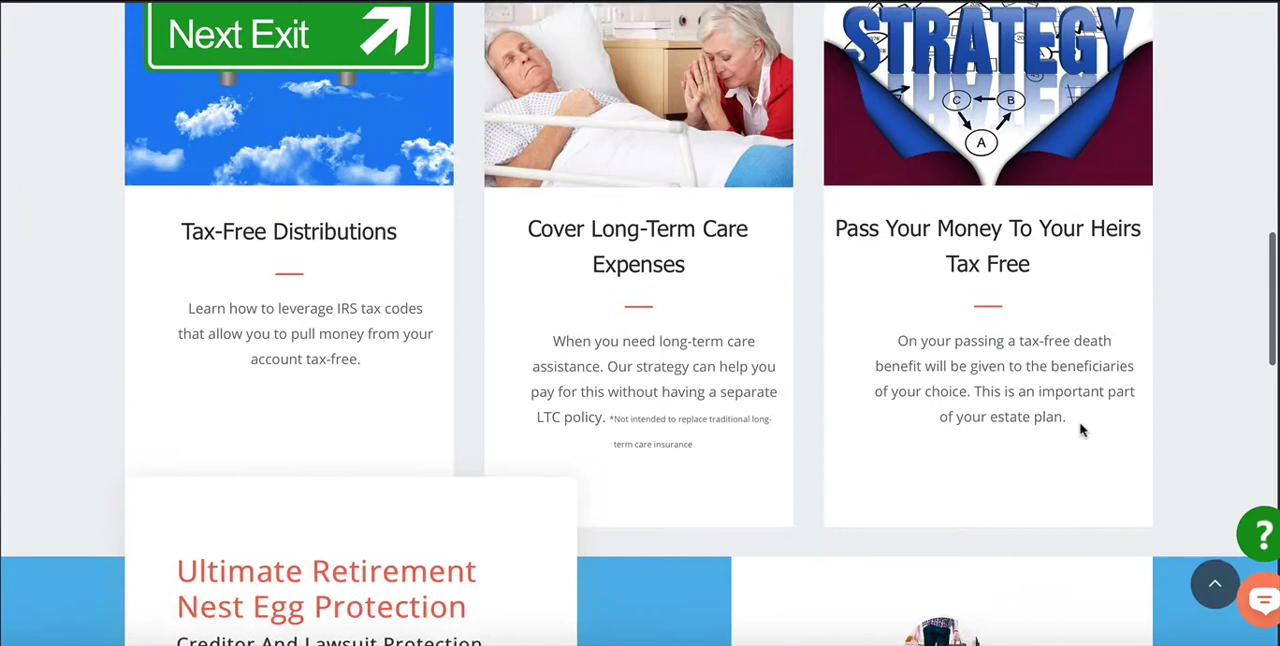 Next Exit
STRATEGY
C
B
A
Tax-Free Distributions
Learn how to leverage IRS tax codes
that allow you to pull money from your
account tax-free.
Cover Long-Term Care
Expenses
When you need long-term care
assistance. Our strategy can help you
pay for this without having a separate
LTC policy. *Not intended to replace traditional long-
term care insurance
Pass Your Money To Your Heirs
Tax Free
On your passing a tax-free death
benefit will be given to the beneficiaries
of your choice. This is an important part
of your estate plan.
Ultimate Retirement
Nest Egg Protection
Creditor And Lawsuit Protection
?